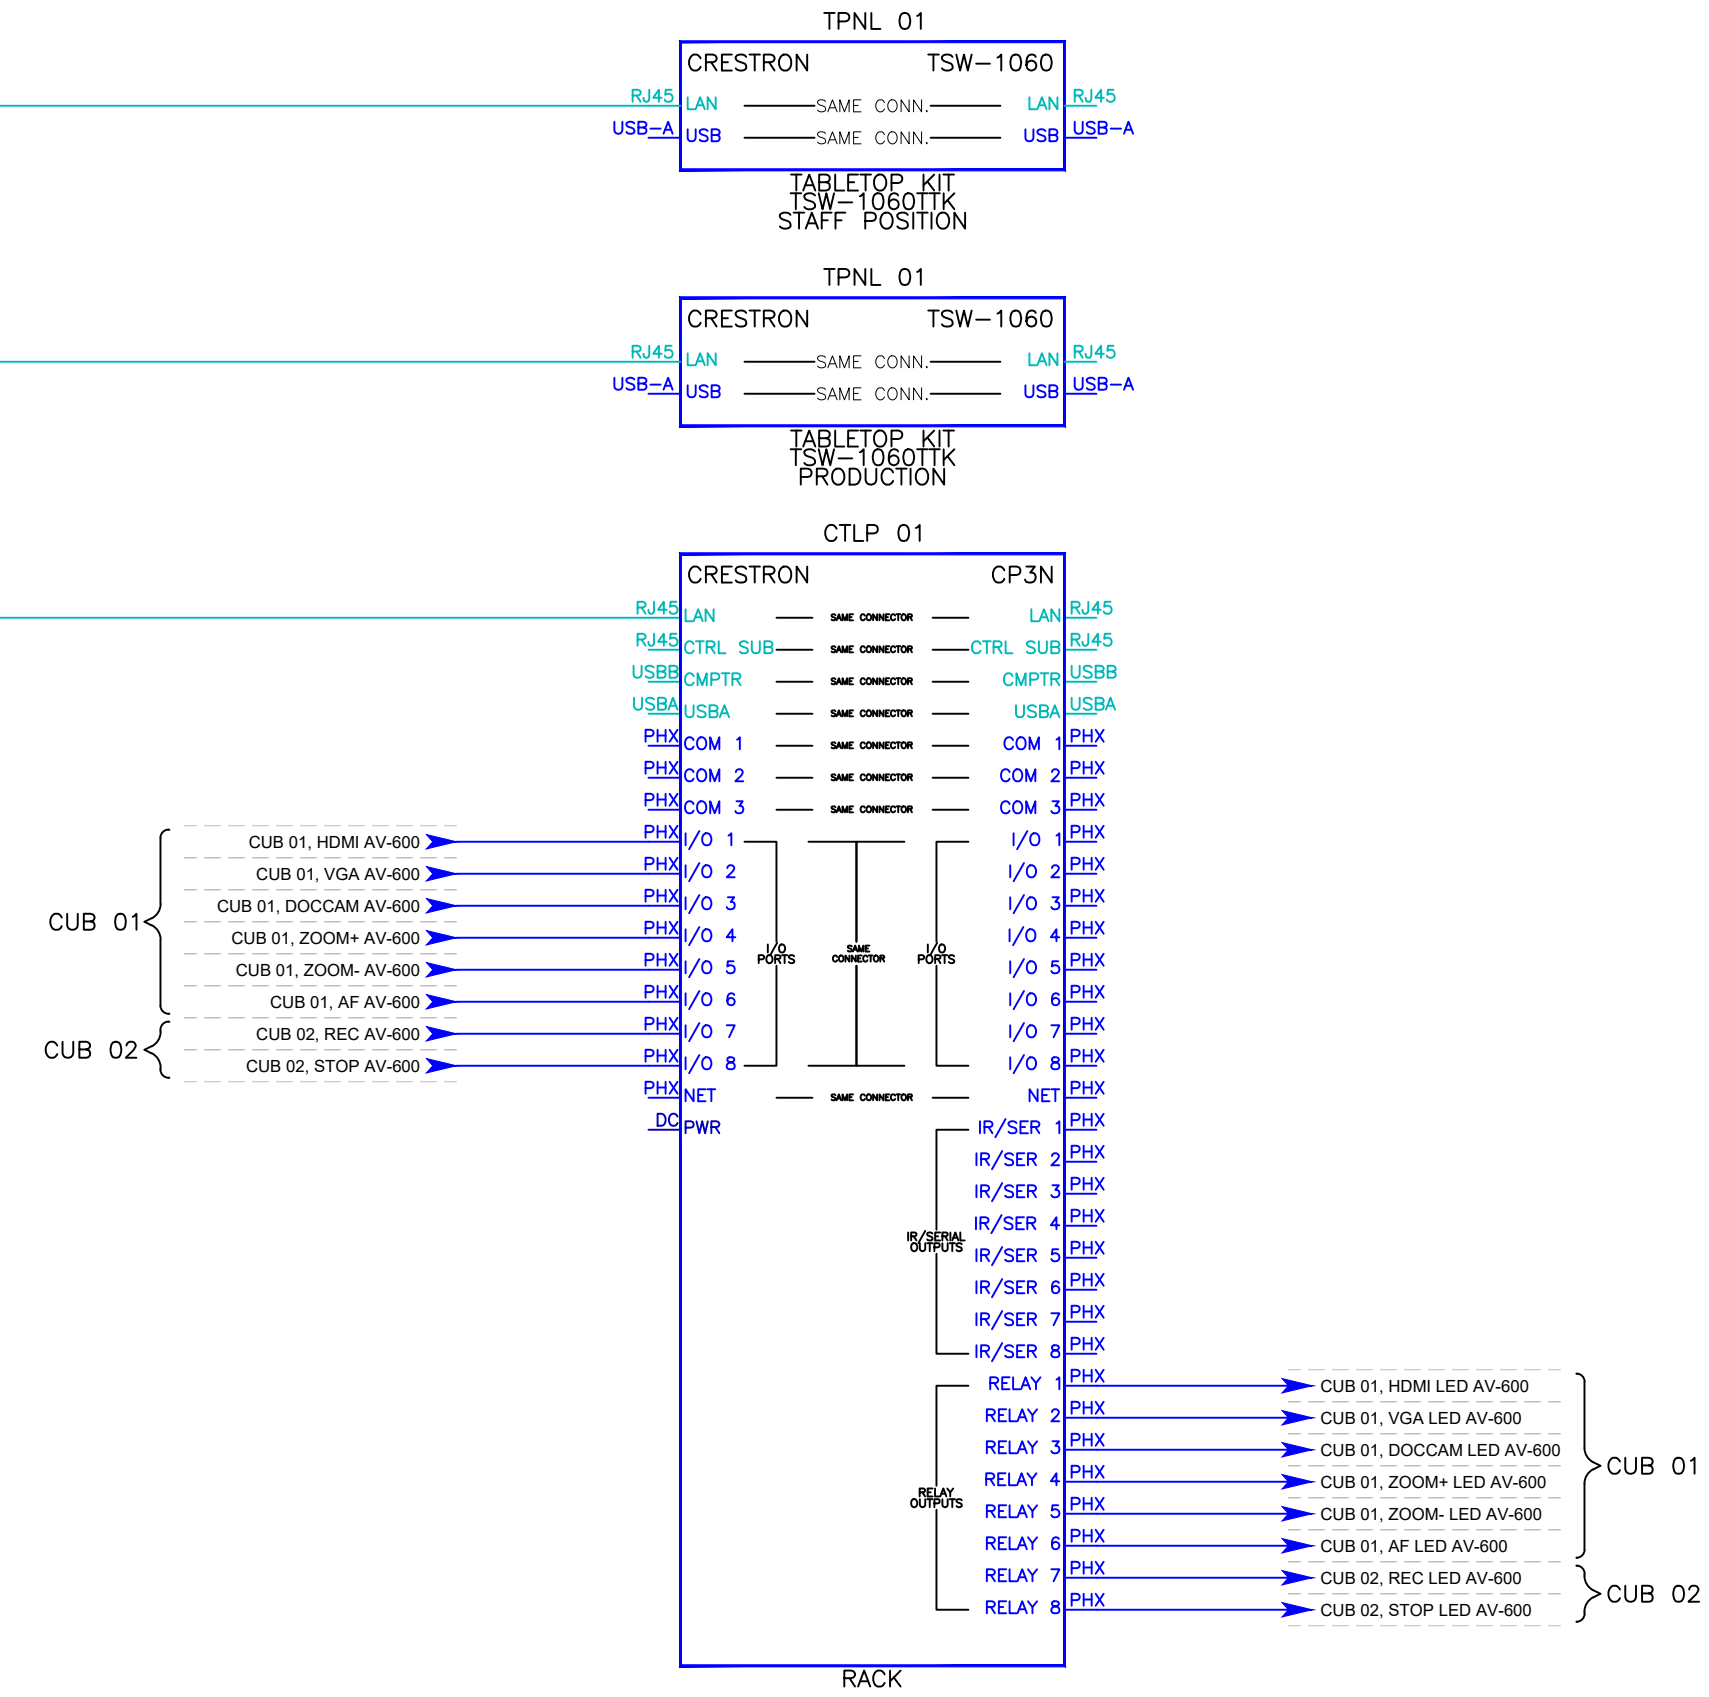 TPNL 01
CRESTRON TSW-1060
RJ45 LAN SAME CONN. LAN RJ45
USB-A USB SAME CONN. USB USB-A
TABLETOP KIT
TSW-1060TTK
STAFF POSITION
TPNL 01
CRESTRON TSW-1060
RJ45 LAN SAME CONN. LAN RJ45
USB-A USB SAME CONN. USB USB-A
TABLETOP KIT
TSW-1060TTK
PRODUCTION
CTLP 01
CRESTRON CP3N
RJ45 LAN SAME CONNECTOR LAN RJ45
RJ45 CTRL SUB SAME CONNECTOR CTRL SUB RJ45
USBB CMPTR SAME CONNECTOR CMPTR USBB
USBA USBA SAME CONNECTOR USBA USBA
PHX COM 1 SAME CONNECTOR COM 1 PHX
PHX COM 2 SAME CONNECTOR COM 2 PHX
PHX COM 3 SAME CONNECTOR COM 3 PHX
CUB 01, HDMI AV-600 PHX I/O 1 I/O 1 PHX
CUB 01, VGA AV-600 PHX I/O 2 I/O 2 PHX
CUB 01, DOCCAM AV-600 PHX I/O 3 I/O 3 PHX
CUB 01
CUB 01, ZOOM+ AV-600 PHX I/O 4 I/O 4 PHX
I/O PORTS SAME CONNECTOR I/O PORTS
CUB 01, ZOOM- AV-600 PHX I/O 5 I/O 5 PHX
CUB 01, AF AV-600 PHX I/O 6 I/O 6 PHX
CUB 02, REC AV-600 PHX I/O 7 I/O 7 PHX
CUB 02
CUB 02, STOP AV-600 PHX I/O 8 I/O 8 PHX
PHX NET SAME CONNECTOR NET PHX
DC PWR IR/SER 1 PHX
IR/SER 2 PHX
IR/SER 3 PHX
IR/SER 4 PHX
IR/SERIAL
OUTPUTS
IR/SER 5 PHX
IR/SER 6 PHX
IR/SER 7 PHX
IR/SER 8 PHX
RELAY 1 PHX CUB 01, HDMI LED AV-600
RELAY 2 PHX CUB 01, VGA LED AV-600
RELAY 3 PHX CUB 01, DOCCAM LED AV-600
CUB 01
RELAY 4 PHX CUB 01, ZOOM+ LED AV-600
RELAY
OUTPUTS
RELAY 5 PHX CUB 01, ZOOM- LED AV-600
RELAY 6 PHX CUB 01, AF LED AV-600
RELAY 7 PHX CUB 02, REC LED AV-600
CUB 02
RELAY 8 PHX CUB 02, STOP LED AV-600
RACK